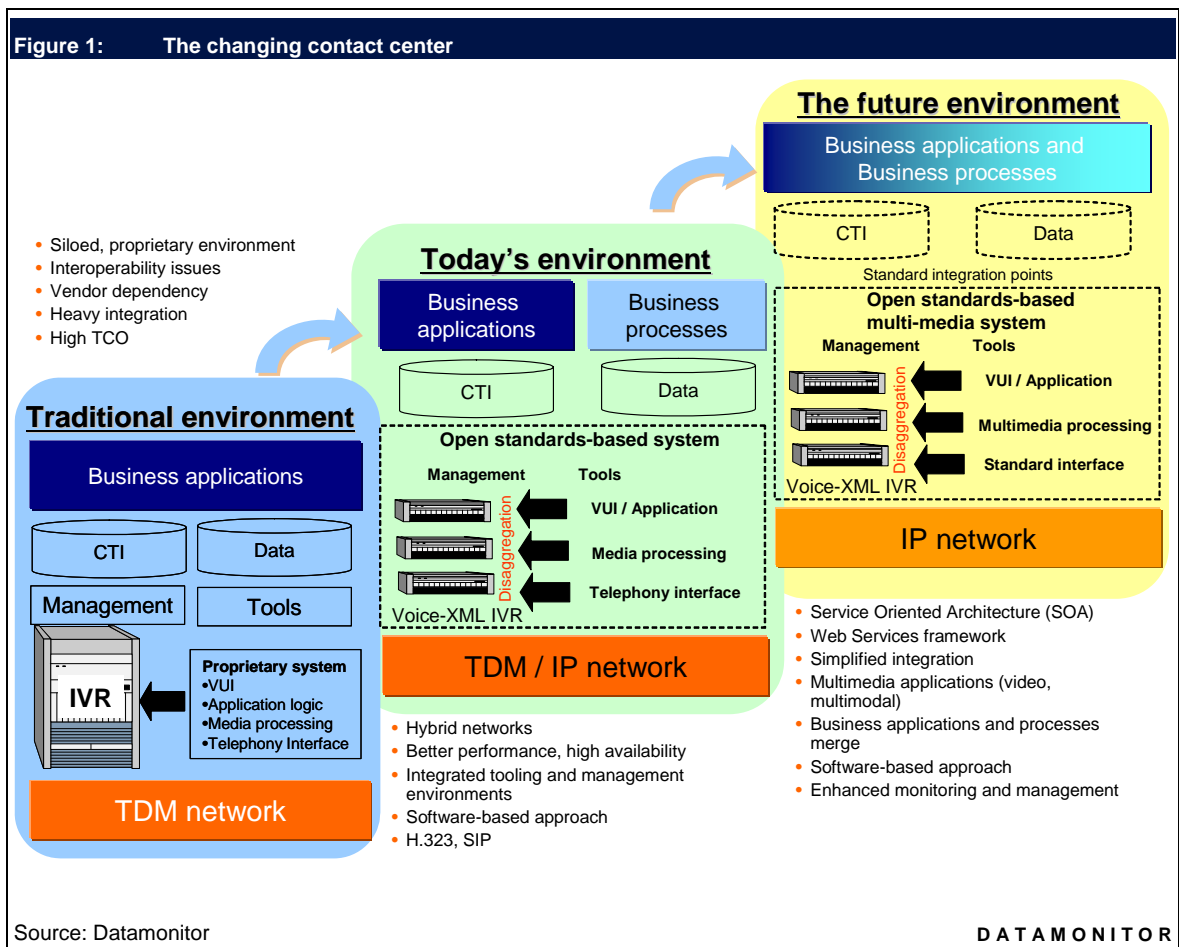 Figure 1: The changing contact center
The future environment
Business applications and
Business processes
CTI
Data
Standard integration points
Open standards-based
multi-media system
Management
Tools
VUI / Application
Multimedia processing
Standard interface
Disaggregation
Voice-XML IVR
IP network
• Service Oriented Architecture (SOA)
• Web Services framework
• Simplified integration
• Multimedia applications (video,
multimodal)
• Business applications and processes
merge
• Software-based approach
• Enhanced monitoring and management
Today's environment
Business
applications
Business
processes
CTI
Data
Open standards-based system
Management
Tools
VUI / Application
Media processing
Telephony interface
Disaggregation
Voice-XML IVR
TDM / IP network
• Hybrid networks
• Better performance, high availability
• Integrated tooling and management
environments
• Software-based approach
• H.323, SIP
• Siloed, proprietary environment
• Interoperability issues
• Vendor dependency
• Heavy integration
• High TCO
Traditional environment
Business applications
CTI
Data
Management
Tools
IVR
Proprietary system
•VUI
•Application logic
•Media processing
•Telephony Interface
TDM network
Source: Datamonitor
DATAMONITOR